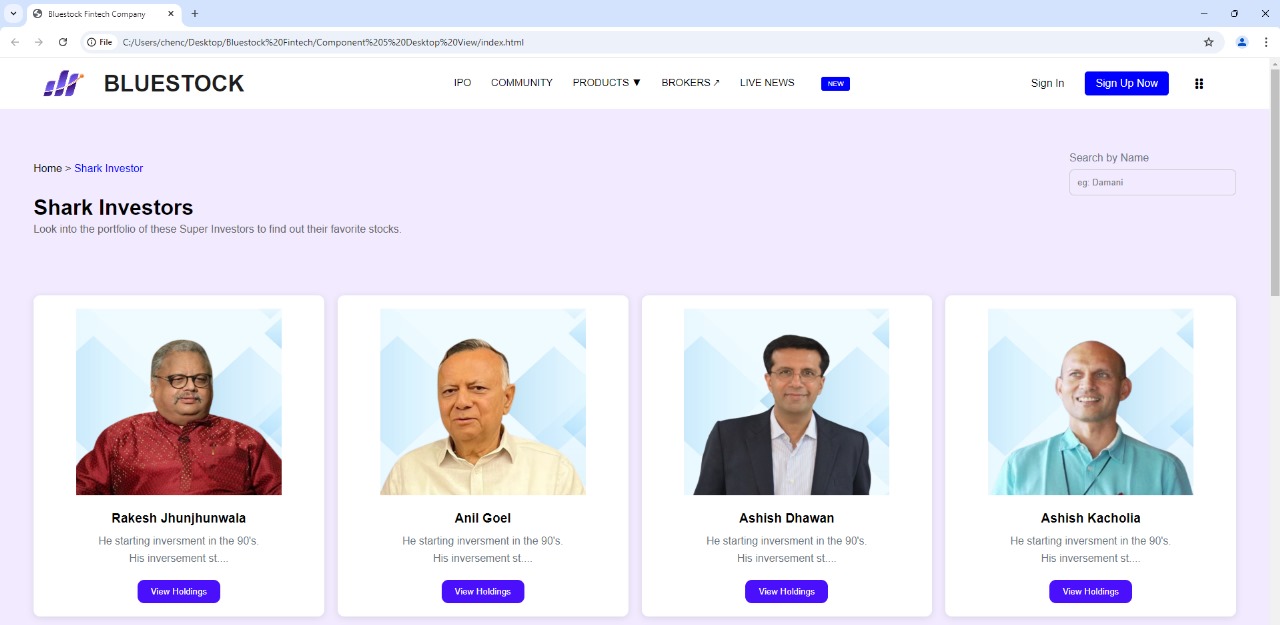 Bluestock Fintech Company
File C:/Users/chenc/Desktop/Bluestock%20Fintech/Component%205%20Desktop%20View/index.html
BLUESTOCK IPO COMMUNITY PRODUCTS ▼ BROKERS ↗ LIVE NEWS NEW Sign In Sign Up Now
Search by Name
Home > Shark Investor
eg: Damani
Shark Investors
Look into the portfolio of these Super Investors to find out their favorite stocks.
Rakesh Jhunjhunwala
He starting inversment in the 90's.
His inversement st....
View Holdings
Anil Goel
He starting inversment in the 90's.
His inversement st....
View Holdings
Ashish Dhawan
He starting inversment in the 90's.
His inversement st....
View Holdings
Ashish Kacholia
He starting inversment in the 90's.
His inversement st....
View Holdings